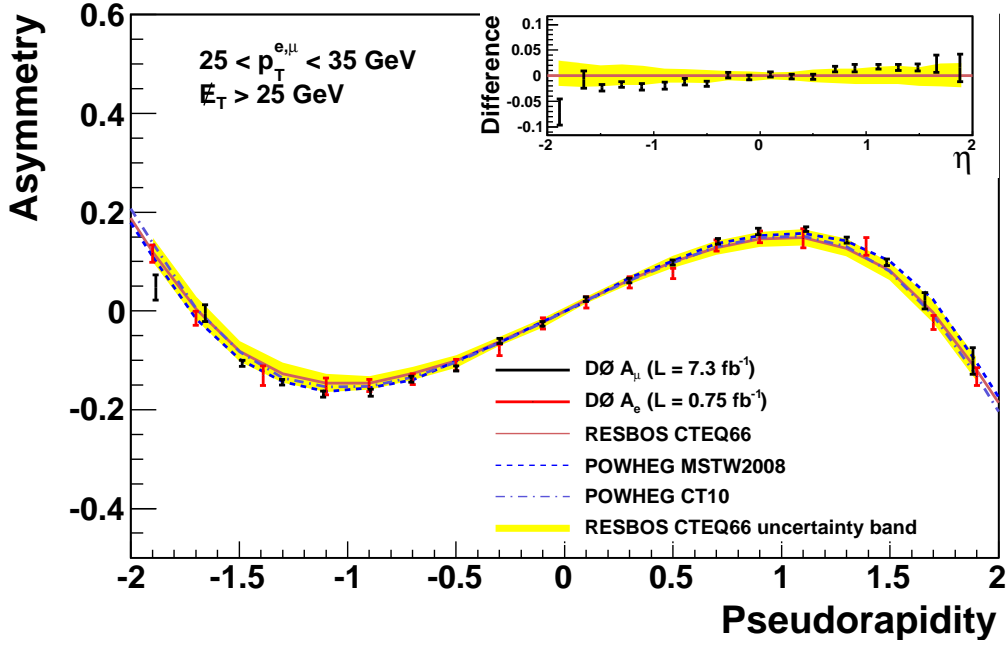 Asymmetry
0.6
0.4
0.2
0
-0.2
-0.4
25 < p_T^{e,μ} < 35 GeV
E̸_T > 25 GeV
Difference
0.1
0.05
0
-0.05
-0.1
-2 -1 0 1 2
η
DØ A_μ (L = 7.3 fb^{-1})
DØ A_e (L = 0.75 fb^{-1})
RESBOS CTEQ66
POWHEG MSTW2008
POWHEG CT10
RESBOS CTEQ66 uncertainty band
-2 -1.5 -1 -0.5 0 0.5 1 1.5 2
Pseudorapidity